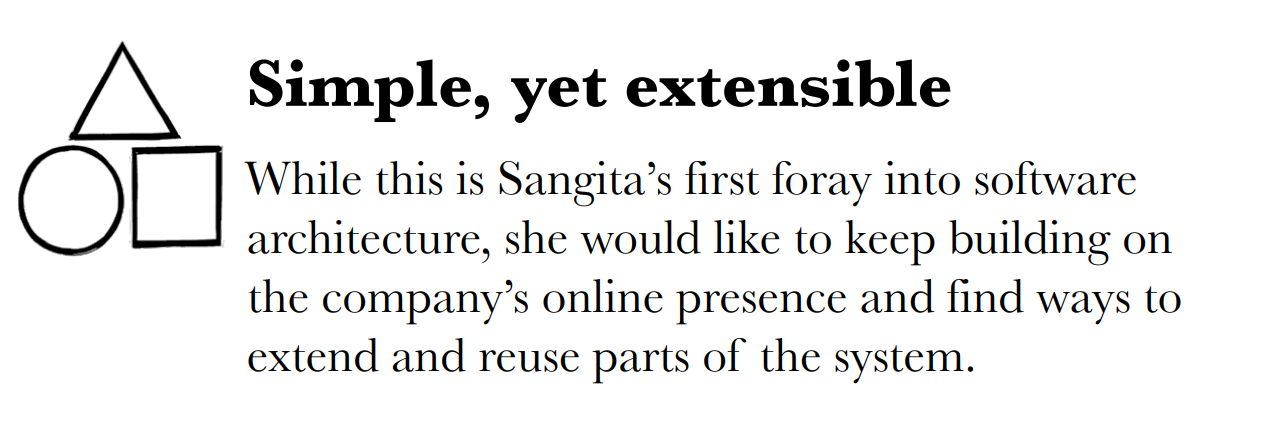 Simple, yet extensible
While this is Sangita’s first foray into software
architecture, she would like to keep building on
the company’s online presence and find ways to
extend and reuse parts of the system.